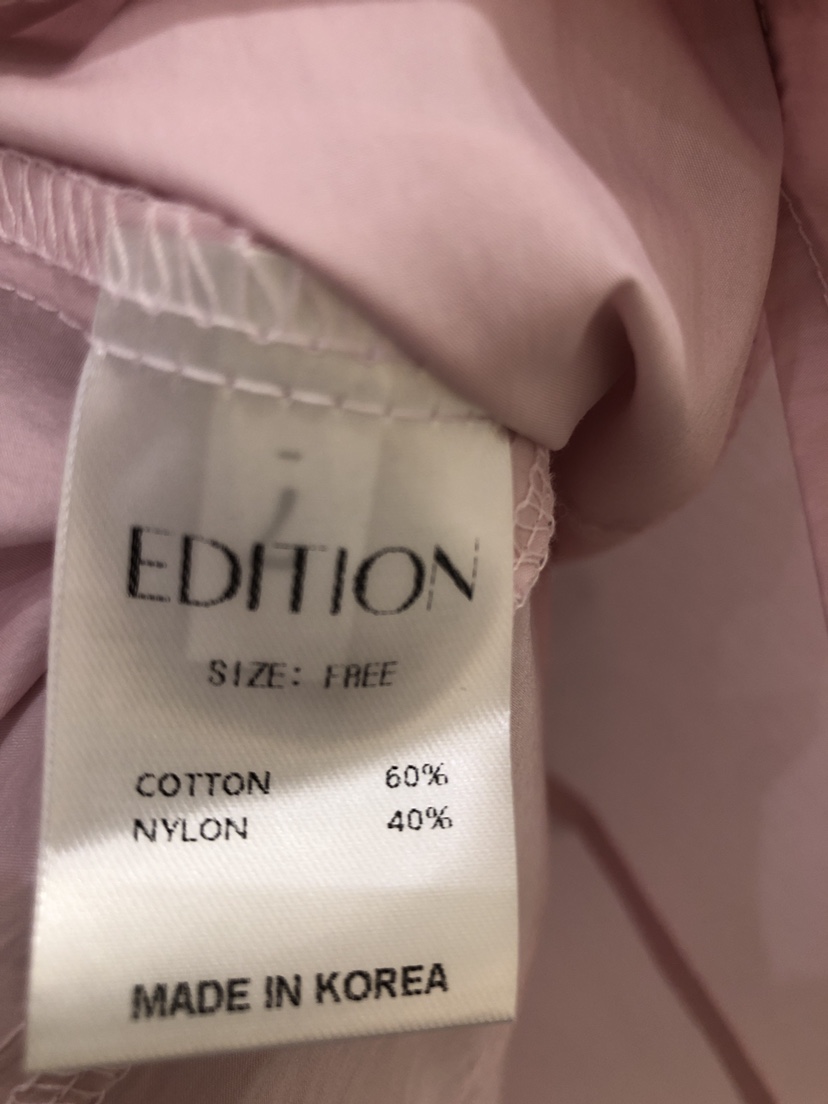 EDITION
SIZE: FREE
COTTON 60%
NYLON 40%
MADE IN KOREA